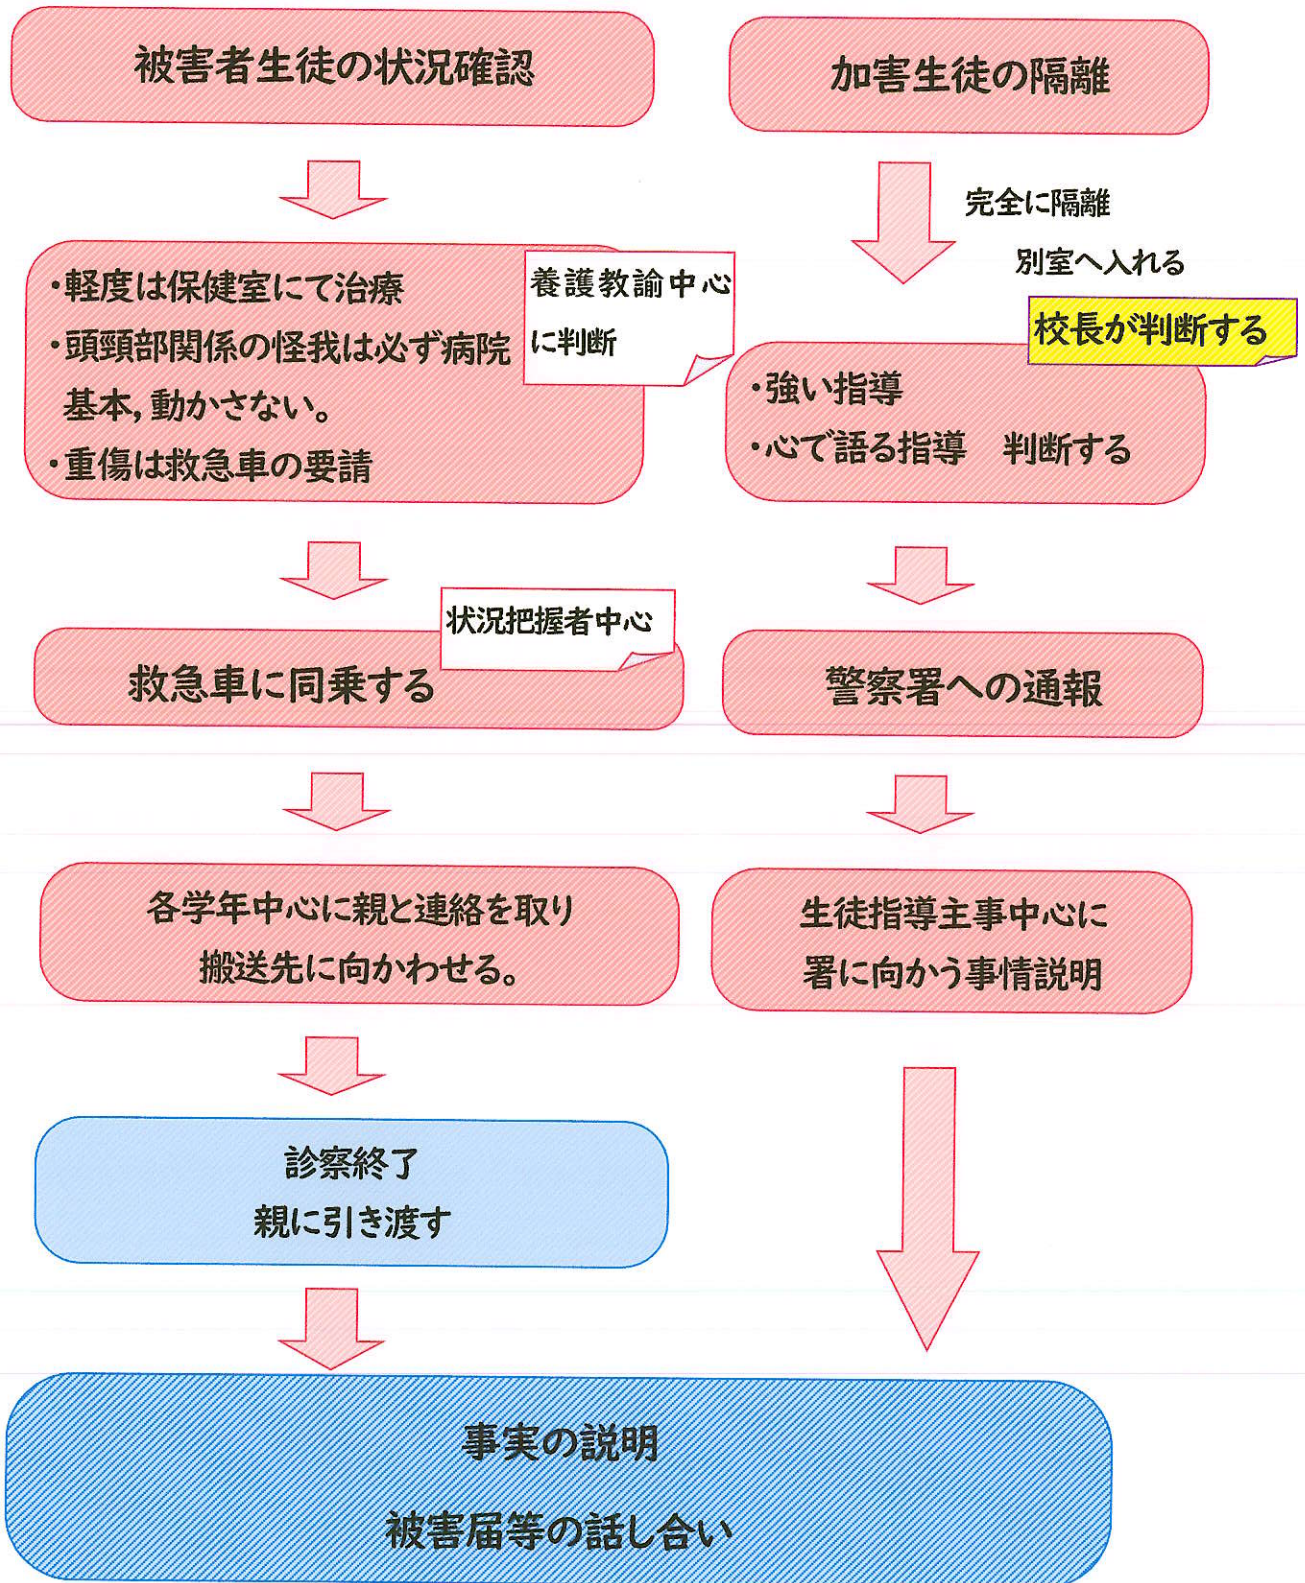 被害者生徒の状況確認
・軽度は保健室にて治療
・頭頸部関係の怪我は必ず病院
基本,動かさない。
・重傷は救急車の要請
養護教諭中心
に判断
状況把握者中心
救急車に同乗する
各学年中心に親と連絡を取り
搬送先に向かわせる。
診察終了
親に引き渡す
加害生徒の隔離
完全に隔離
別室へ入れる
校長が判断する
・強い指導
・心で語る指導　判断する
警察署への通報
生徒指導主事中心に
署に向かう事情説明
事実の説明
被害届等の話し合い